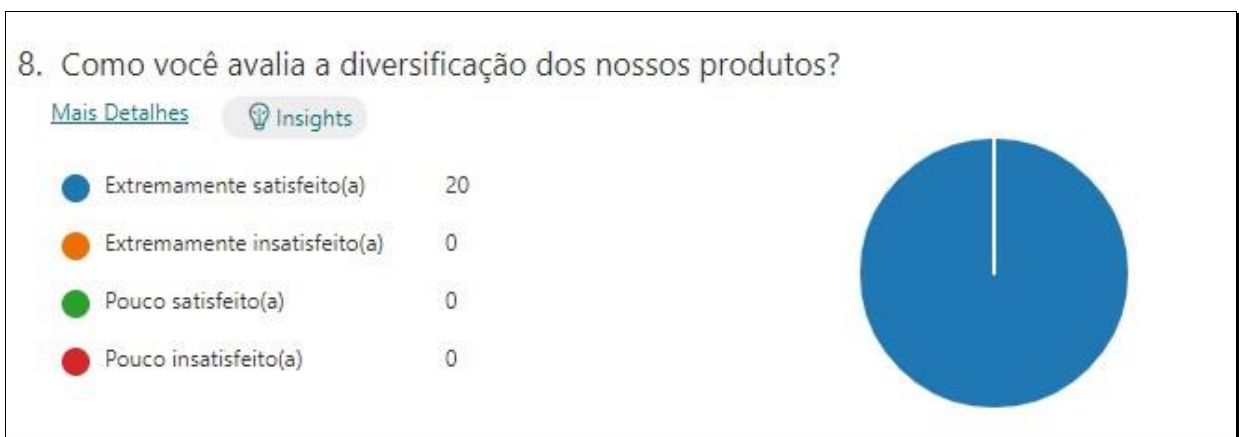 8. Como você avalia a diversificação dos nossos produtos?
Mais Detalhes Insights
Extremamente satisfeito(a) 20
Extremamente insatisfeito(a) 0
Pouco satisfeito(a) 0
Pouco insatisfeito(a) 0